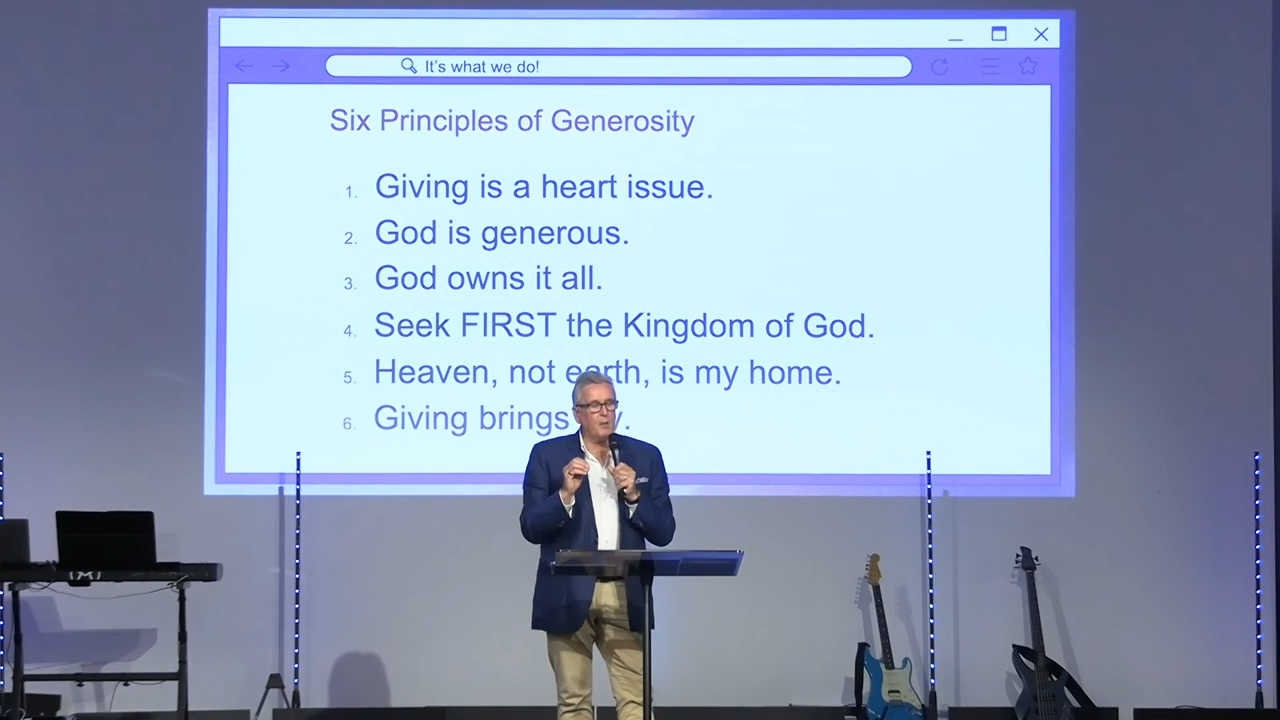 It's what we do!
Six Principles of Generosity
1. Giving is a heart issue.
2. God is generous.
3. God owns it all.
4. Seek FIRST the Kingdom of God.
5. Heaven, not earth, is my home.
6. Giving brings